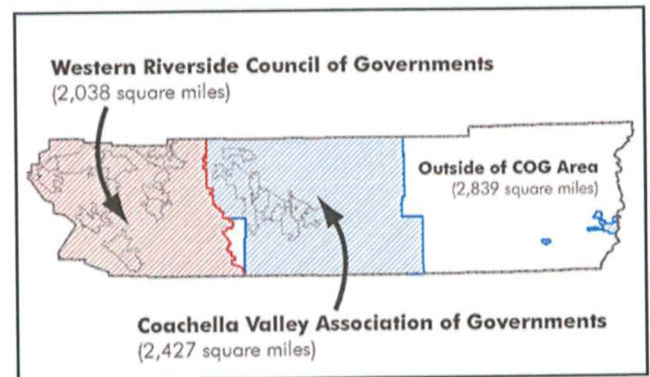 Western Riverside Council of Governments
(2,038 square miles)
Outside of COG Area
(2,839 square miles)
Coachella Valley Association of Governments
(2,427 square miles)